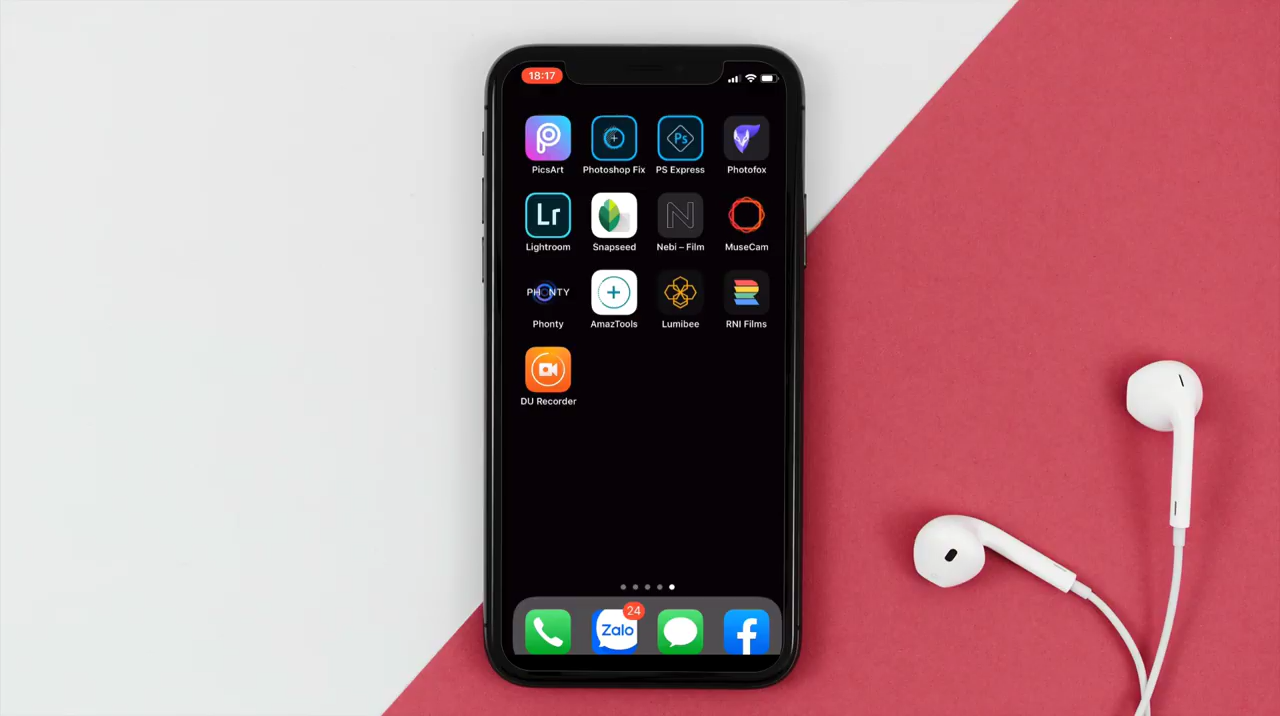 18:17
PicsArt
Photoshop Fix
Ps
PS Express
Photofox
Lr
Lightroom
Snapseed
N
Nebi – Film
MuseCam
PHONTY
Phonty
AmazTools
Lumibee
RNI Films
DU Recorder
24
Zalo